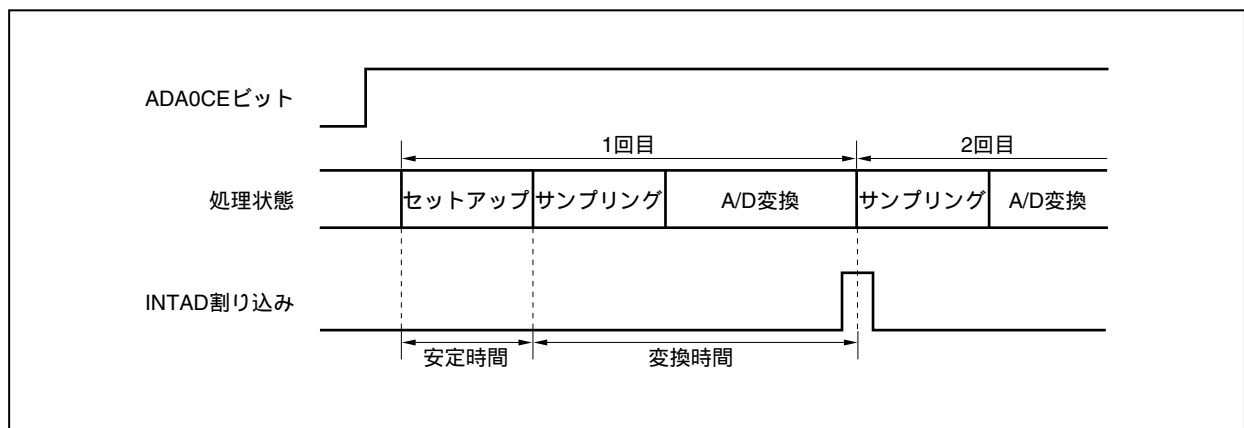 ADA0CEビット
1回目
2回目
処理状態
セットアップ
サンプリング
A/D変換
サンプリング
A/D変換
INTAD割り込み
安定時間
変換時間